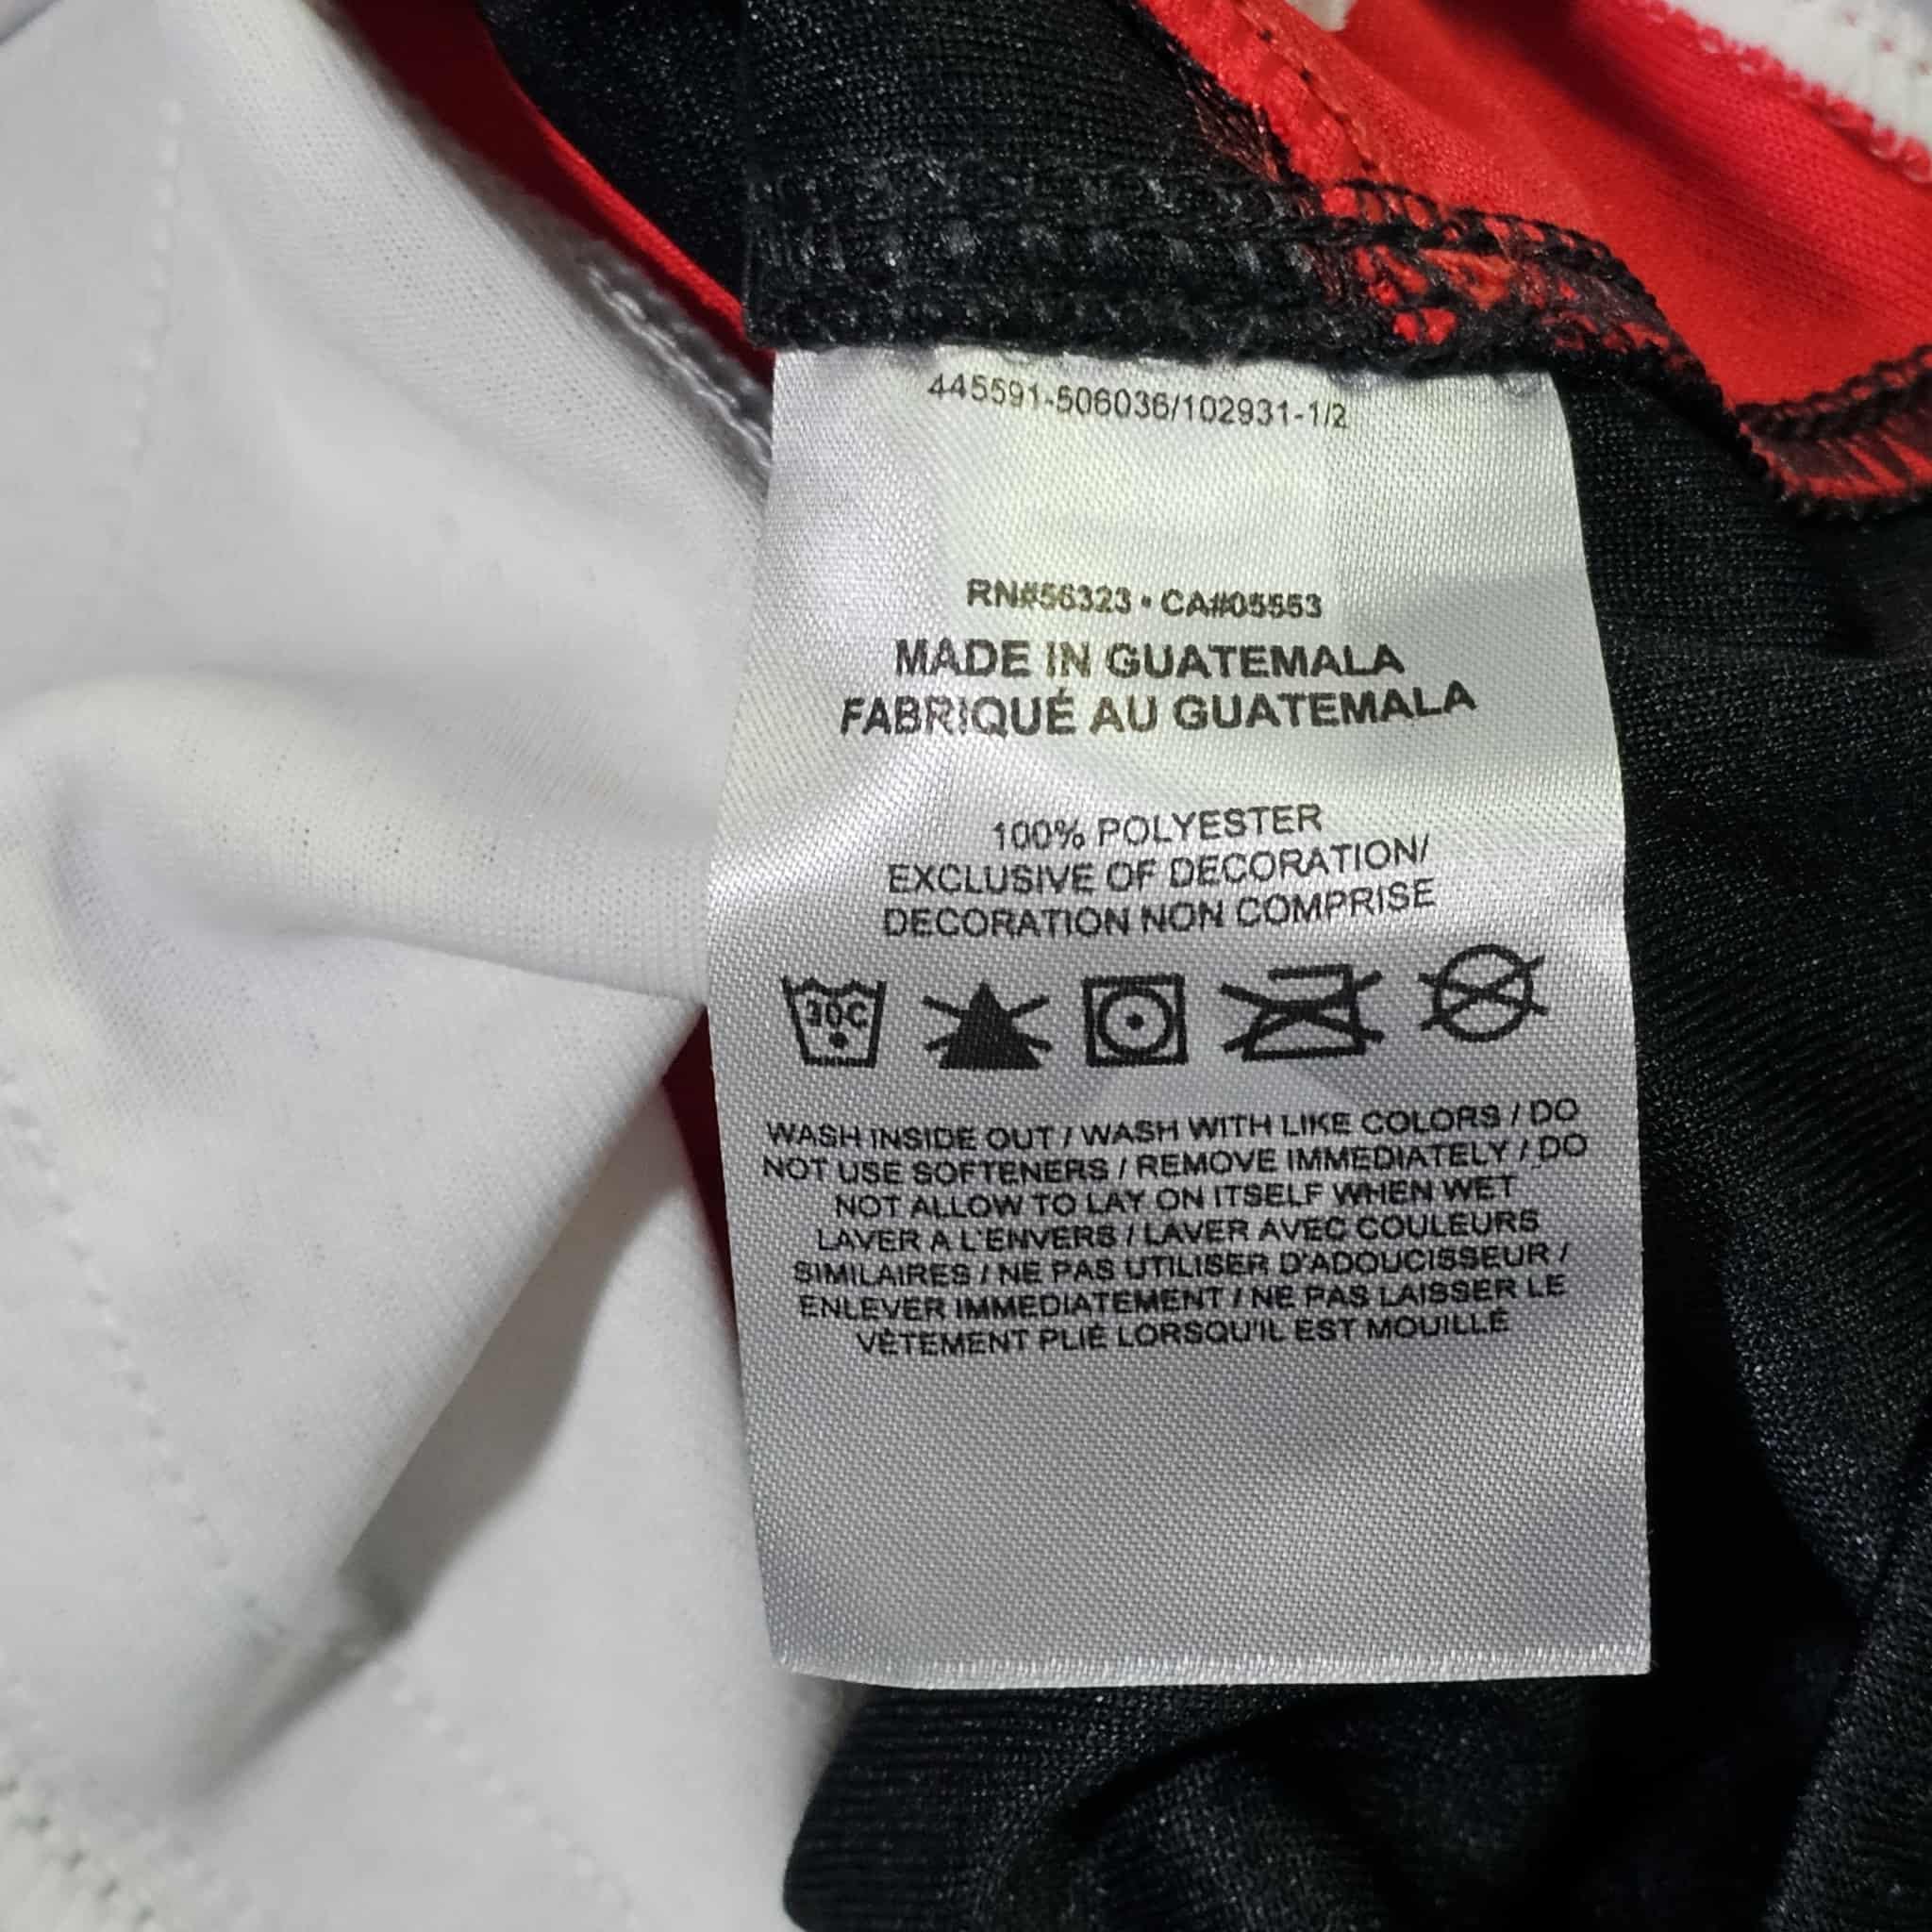 445591-506036/102931-1/2
RN#56323 • CA#05553
MADE IN GUATEMALA
FABRIQUÉ AU GUATEMALA
100% POLYESTER
EXCLUSIVE OF DECORATION/
DECORATION NON COMPRISE
30C
WASH INSIDE OUT / WASH WITH LIKE COLORS / DO
NOT USE SOFTENERS / REMOVE IMMEDIATELY / DO
NOT ALLOW TO LAY ON ITSELF WHEN WET
LAVER A L'ENVERS / LAVER AVEC COULEURS
SIMILAIRES / NE PAS UTILISER D'ADOUCISSEUR /
ENLEVER IMMEDIATEMENT / NE PAS LAISSER LE
VÊTEMENT PLIÉ LORSQU'IL EST MOUILLÉ